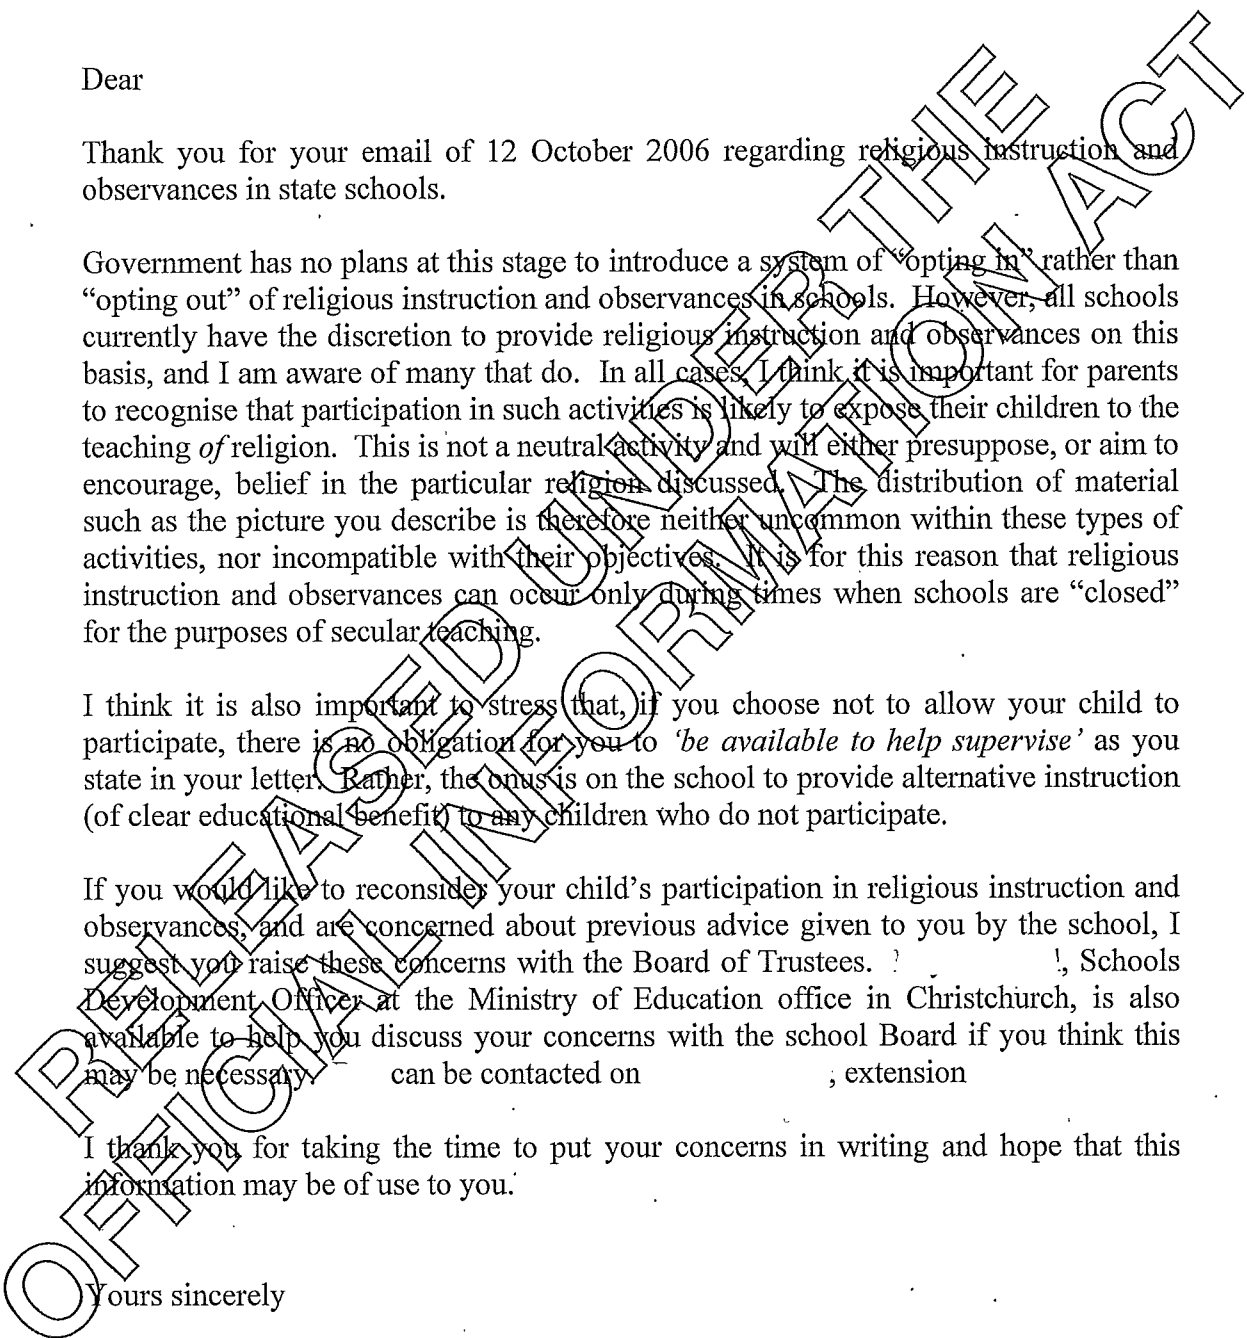 Dear
Thank you for your email of 12 October 2006 regarding religious instruction and
observances in state schools.
Government has no plans at this stage to introduce a system of “opting in” rather than
“opting out” of religious instruction and observances in schools. However, all schools
currently have the discretion to provide religious instruction and observances on this
basis, and I am aware of many that do. In all cases, I think it is important for parents
to recognise that participation in such activities is likely to expose their children to the
teaching of religion. This is not a neutral activity and will either presuppose, or aim to
encourage, belief in the particular religion discussed. The distribution of material
such as the picture you describe is therefore neither uncommon within these types of
activities, nor incompatible with their objectives. It is for this reason that religious
instruction and observances can occur only during times when schools are “closed”
for the purposes of secular teaching.
I think it is also important to stress that, if you choose not to allow your child to
participate, there is no obligation for you to ‘be available to help supervise’ as you
state in your letter. Rather, the onus is on the school to provide alternative instruction
(of clear educational benefit) to any children who do not participate.
If you would like to reconsider your child’s participation in religious instruction and
observances, and are concerned about previous advice given to you by the school, I
suggest you raise these concerns with the Board of Trustees. , Schools
Development Officer at the Ministry of Education office in Christchurch, is also
available to help you discuss your concerns with the school Board if you think this
may be necessary. can be contacted on , extension
I thank you for taking the time to put your concerns in writing and hope that this
information may be of use to you.
Yours sincerely
RELEASED UNDER THE
OFFICIAL INFORMATION ACT